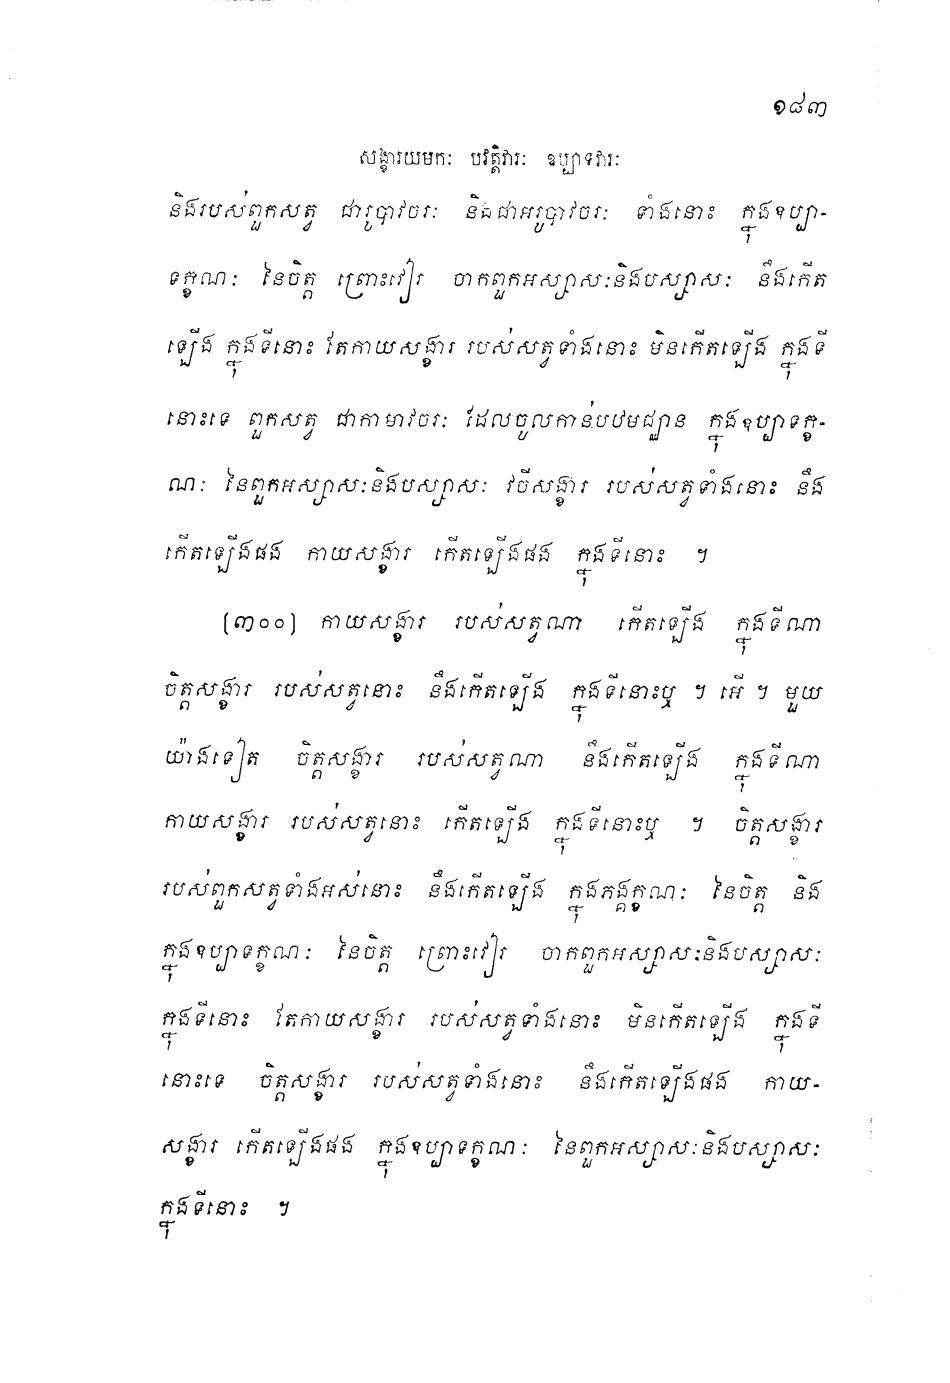 ១៨៣
សង្ខារយមកៈ បវត្តិវារៈ ឧប្បាទវារៈ
និងរបស់ពួកសត្វ ជារូបាវចរៈ និងជាអរូបាវចរៈ ទាំងនោះ ក្នុងឧប្បា-
ទក្ខណៈ នៃចិត្ត ព្រោះវៀរ ចាកពួកអស្សាសៈនិងបស្សាសៈ នឹងកើត
ឡើង ក្នុងទីនោះ តែកាយសង្ខារ របស់សត្វទាំងនោះ មិនកើតឡើង ក្នុងទី
នោះទេ ពួកសត្វ ជាកាមាវចរៈ ដែលចូលកាន់បឋមជ្ឈាន ក្នុងឧប្បាទក្ខ-
ណៈ នៃពួកអស្សាសៈនិងបស្សាសៈ វចីសង្ខារ របស់សត្វទាំងនោះ នឹង
កើតឡើងផង កាយសង្ខារ កើតឡើងផង ក្នុងទីនោះ ។
(៣០០) កាយសង្ខារ របស់សត្វណា កើតឡើង ក្នុងទីណា
ចិត្តសង្ខារ របស់សត្វនោះ នឹងកើតឡើង ក្នុងទីនោះឬ ។ អើ ។ មួយ
យ៉ាងទៀត ចិត្តសង្ខារ របស់សត្វណា នឹងកើតឡើង ក្នុងទីណា
កាយសង្ខារ របស់សត្វនោះ កើតឡើង ក្នុងទីនោះឬ ។ ចិត្តសង្ខារ
របស់ពួកសត្វទាំងអស់នោះ នឹងកើតឡើង ក្នុងភង្គក្ខណៈ នៃចិត្ត និង
ក្នុងឧប្បាទក្ខណៈ នៃចិត្ត ព្រោះវៀរ ចាកពួកអស្សាសៈនិងបស្សាសៈ
ក្នុងទីនោះ តែកាយសង្ខារ របស់សត្វទាំងនោះ មិនកើតឡើង ក្នុងទី
នោះទេ ចិត្តសង្ខារ របស់សត្វទាំងនោះ នឹងកើតឡើងផង កាយ-
សង្ខារ កើតឡើងផង ក្នុងឧប្បាទក្ខណៈ នៃពួកអស្សាសៈនិងបស្សាសៈ
ក្នុងទីនោះ ។